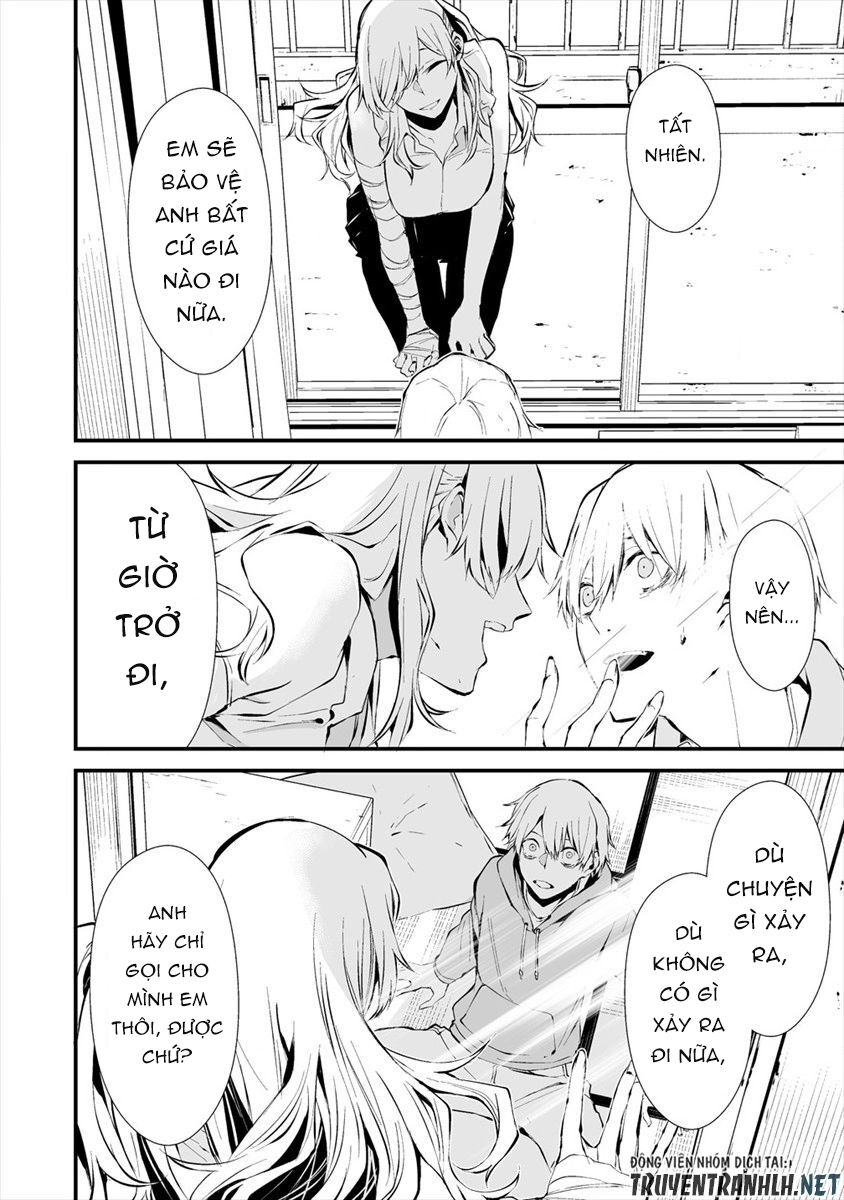 TẤT
NHIÊN.
EM SẼ
BẢO VỆ
ANH BẤT
CỨ GIÁ
NÀO ĐI
NỮA.
VẬY
NÊN...
TỪ
GIỜ
TRỞ
ĐI,
DÙ
CHUYỆN
GÌ XẢY
RA,
DÙ
KHÔNG
CÓ GÌ
XẢY RA
ĐI NỮA,
ANH
HÃY CHỈ
GỌI CHO
MÌNH EM
THÔI, ĐƯỢC
CHỨ?
ĐỘNG VIÊN NHÓM DỊCH TẠI:
TRUYENTRANHLH.NET